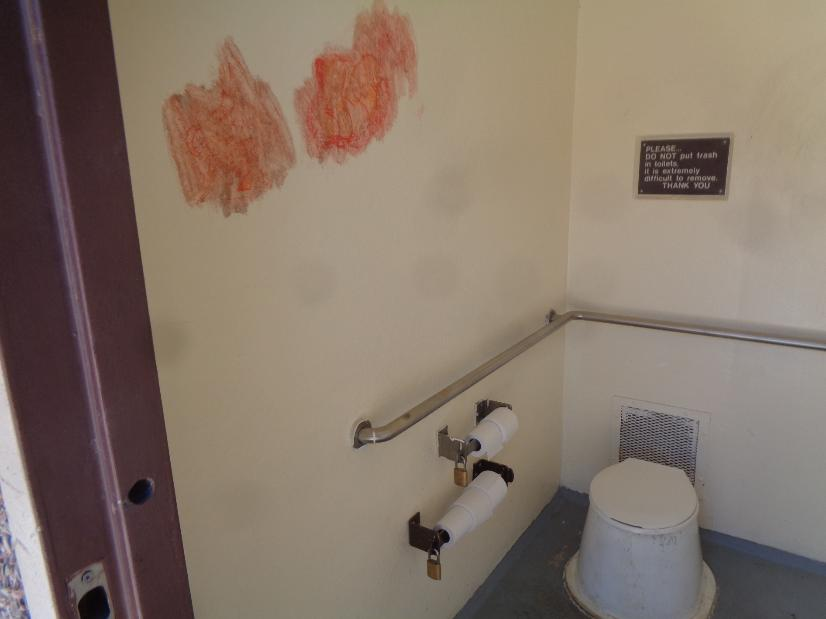 PLEASE...
DO NOT put trash
in toilets,
it is extremely
difficult to remove.
THANK YOU